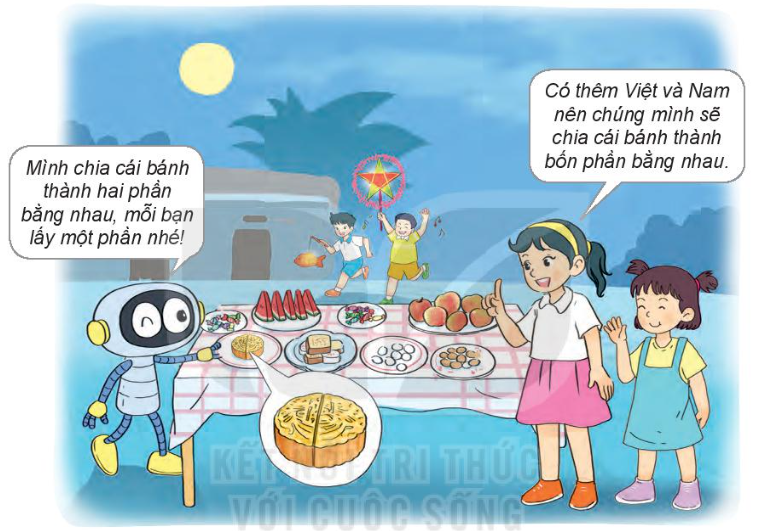 Mình chia cái bánh
thành hai phần
bằng nhau, mỗi bạn
lấy một phần nhé!
Có thêm Việt và Nam
nên chúng mình sẽ
chia cái bánh thành
bốn phần bằng nhau.
KẾT NỐI TRI THỨC
VỚI CUỘC SỐNG